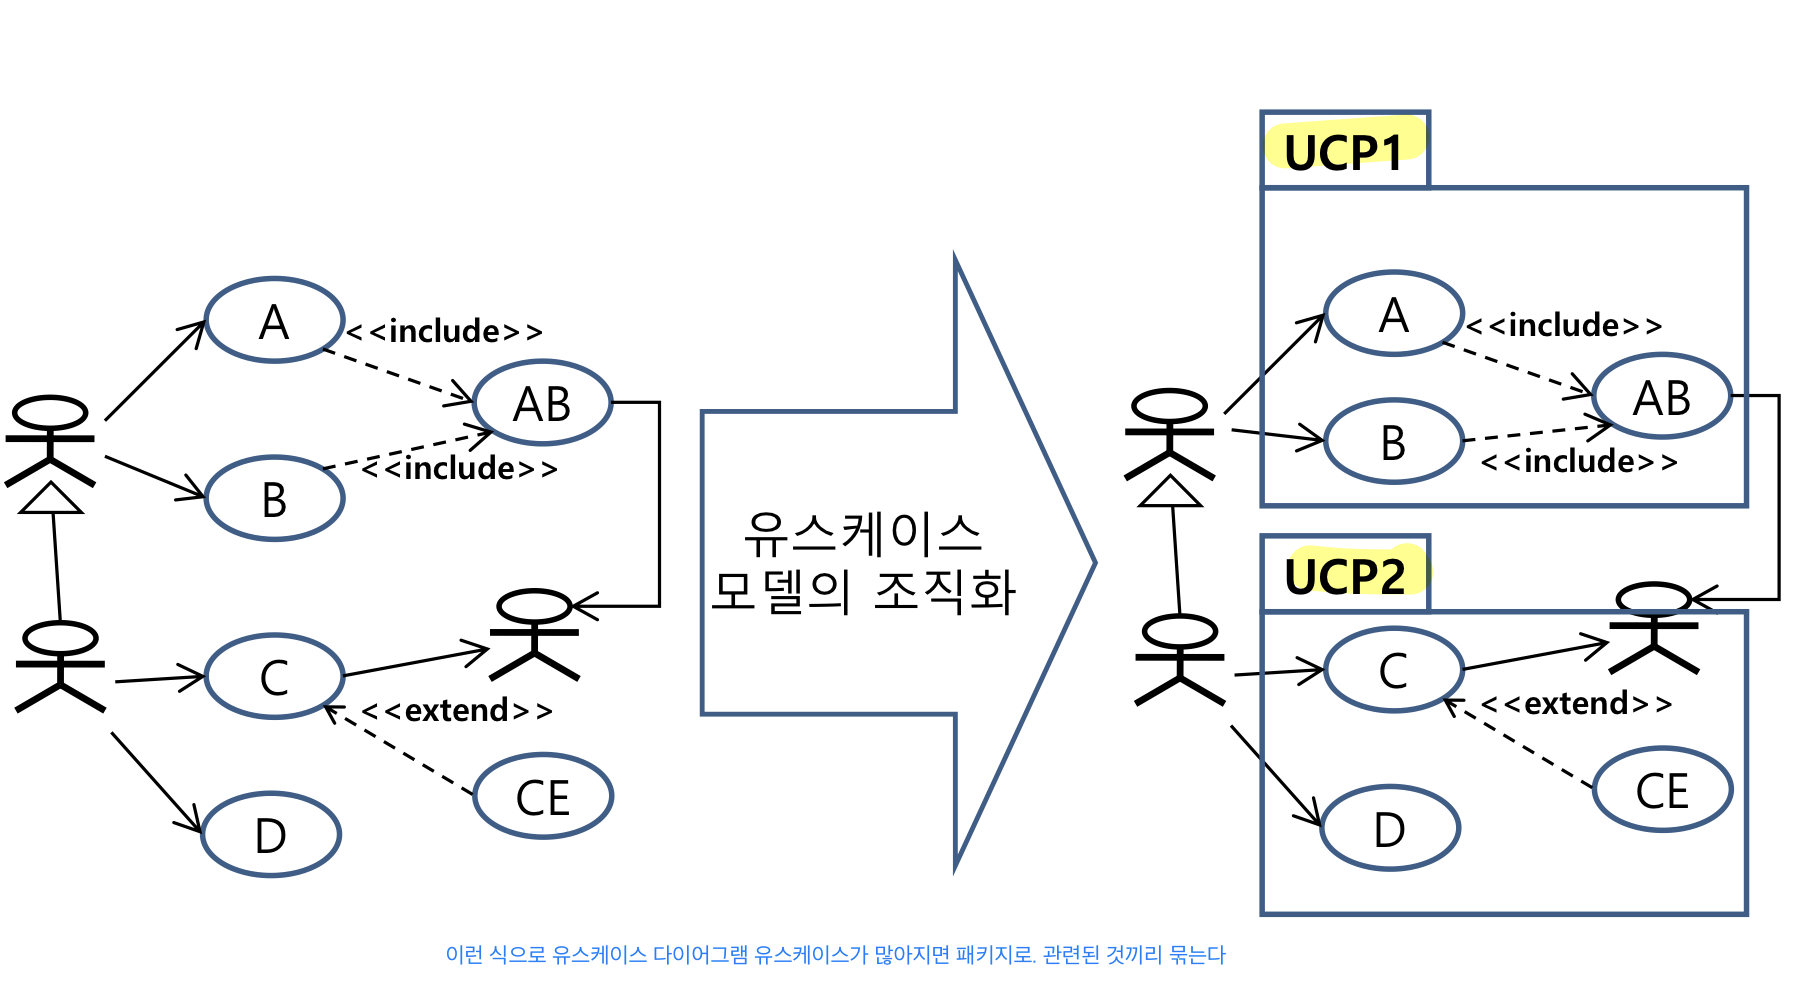 A
<<include>>
AB
B
<<include>>
C
<<extend>>
CE
D
유스케이스
모델의 조직화
UCP1
A
<<include>>
AB
B
<<include>>
UCP2
C
<<extend>>
CE
D
이런 식으로 유스케이스 다이어그램 유스케이스가 많아지면 패키지로. 관련된 것끼리 묶는다